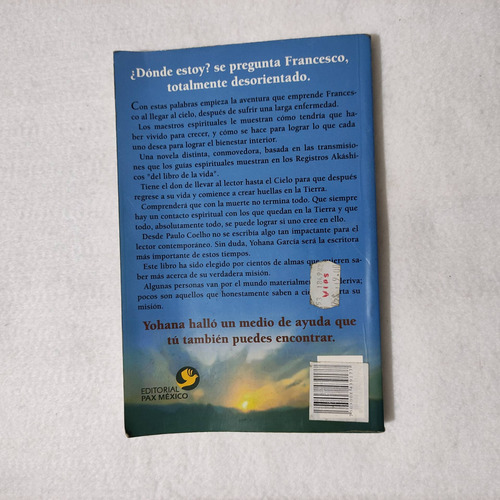 ¿Dónde estoy? se pregunta Francesco,
totalmente desorientado.
Con estas palabras empieza la aventura que emprende Frances-
co al llegar al cielo, después de sufrir una larga enfermedad.
Los maestros espirituales le muestran cómo tendría que ha-
ber vivido para crecer, y cómo se hace para lograr lo que cada
uno desea para lograr el bienestar interior.
Una novela distinta, conmovedora, basada en las transmisio-
nes que los guías espirituales muestran en los Registros Akáshi-
cos "del libro de la vida".
Tiene el don de llevar al lector hasta el Cielo para que después
regrese a su vida y comience a crear huellas en la Tierra.
Comprenderá que con la muerte no termina todo. Que siempre
hay un contacto espiritual con los que quedan en la Tierra y que
todo, absolutamente todo, se puede lograr si uno cree en ello.
Desde Paulo Coelho no se escribía algo tan impactante para el
lector contemporáneo. Sin duda, Yohana García será la escritora
más importante de estos tiempos.
Este libro ha sido elegido por cientos de almas que quieren sa-
ber más acerca de su verdadera misión.
Algunas personas van por el mundo materialmente deriva;
pocos son aquellos que honestamente saben a cie rta su
misión.
VIPS
Yohana halló un medio de ayuda que
tú también puedes encontrar.
EDITORIAL
PAX MÉXICO